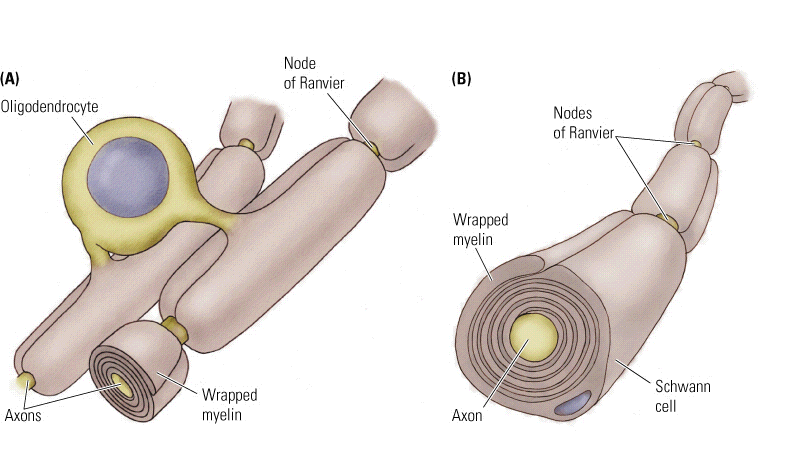 (A)
Oligodendrocyte
Node
of Ranvier
Axons
Wrapped
myelin
(B)
Nodes
of Ranvier
Wrapped
myelin
Axon
Schwann
cell